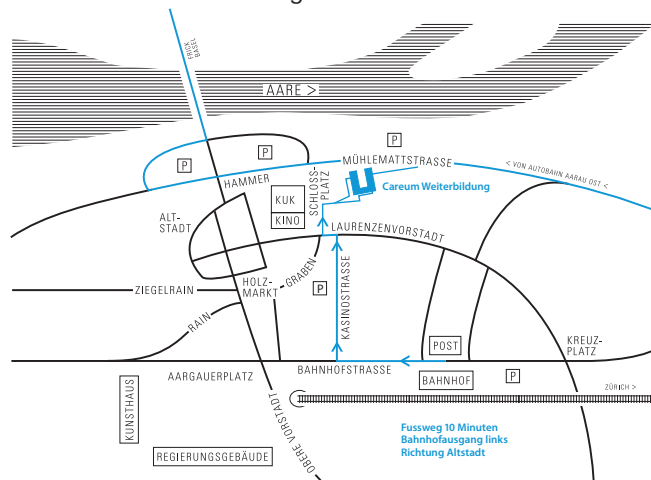 FRICK
BASEL
AARE >
P
P
P
MÜHLEMATTSTRASSE
< VON AUTOBAHN AARAU OST <
HAMMER
SCHLOSS-
PLATZ
Careum Weiterbildung
KUK
KINO
ALT-
STADT
LAURENZENVORSTADT
ZIEGELRAIN
HOLZ-
MARKT
GRABEN
P
KASINOSTRASSE
RAIN
POST
KREUZ-
PLATZ
AARGAUERPLATZ
BAHNHOFSTRASSE
BAHNHOF
P
ZÜRICH >
KUNSTHAUS
OBERE VORSTADT
REGIERUNGSGEBÄUDE
Fussweg 10 Minuten
Bahnhofausgang links
Richtung Altstadt